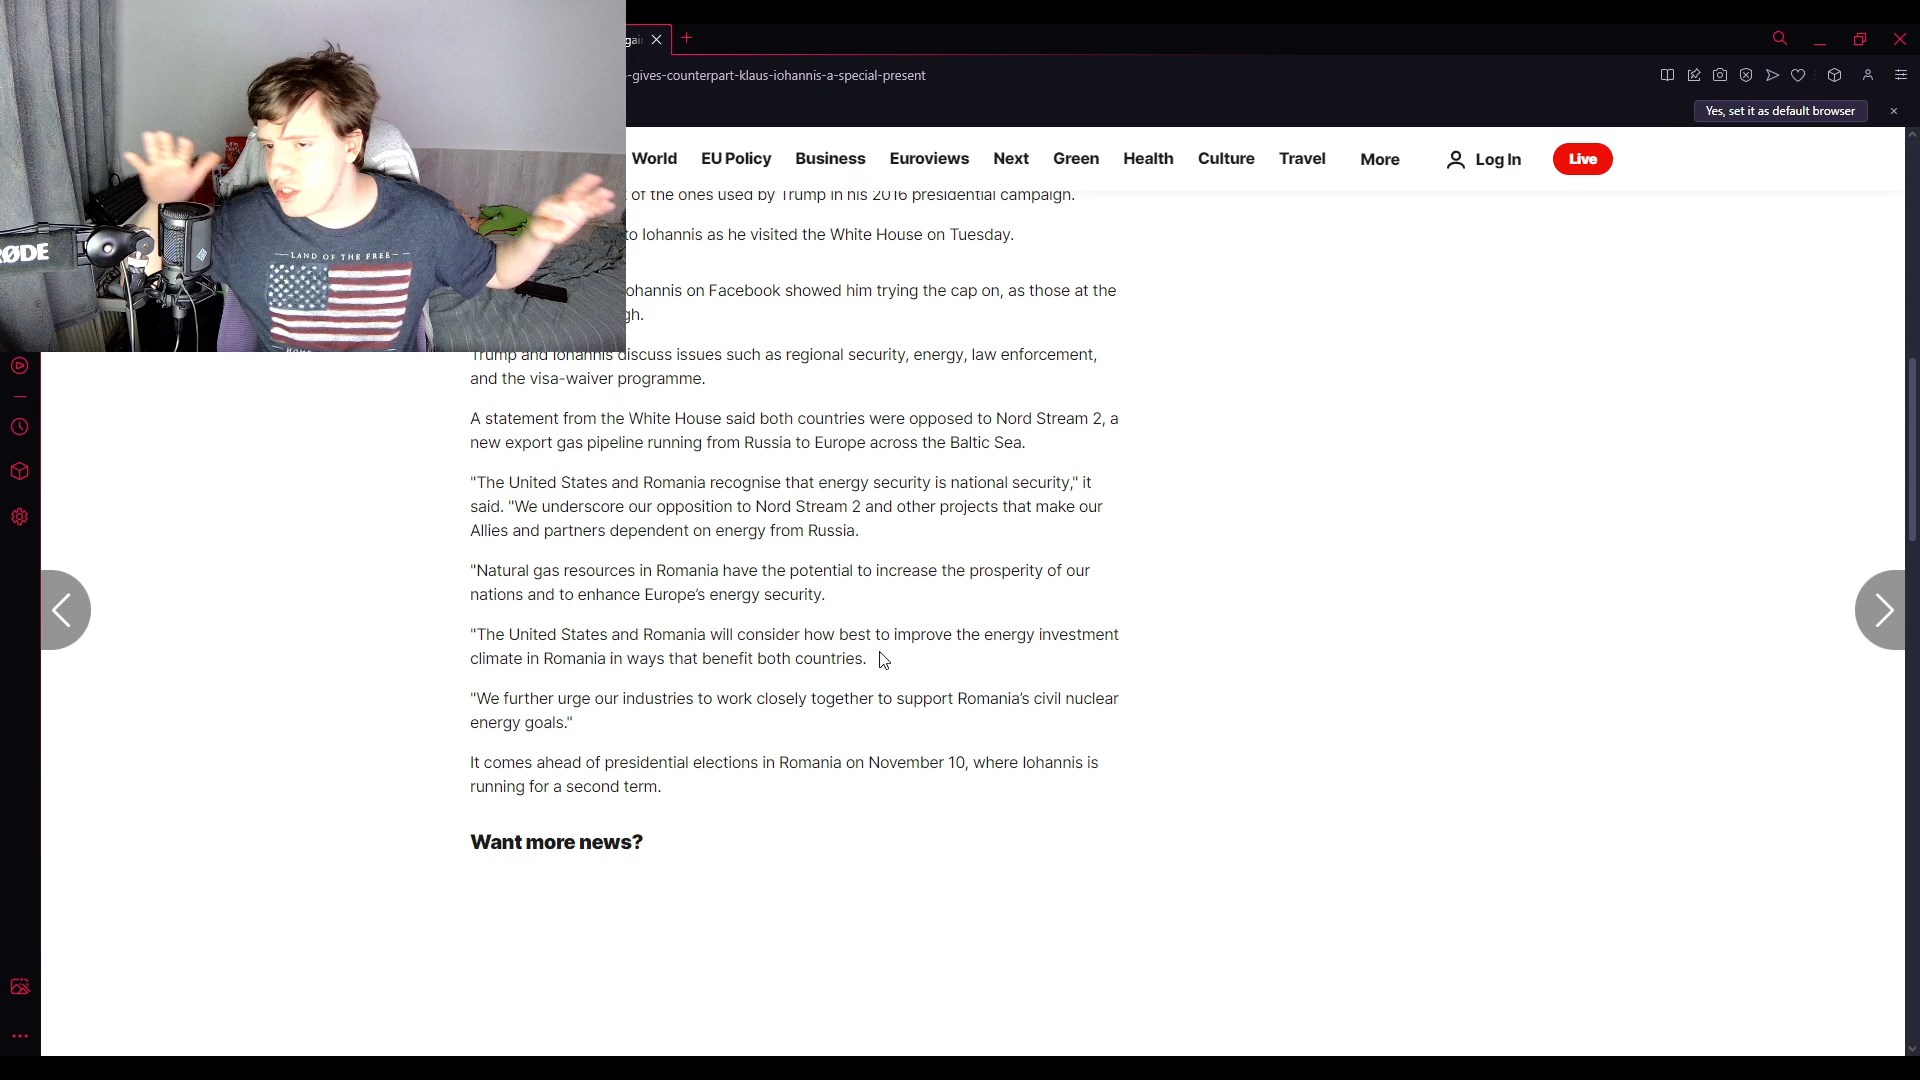 -gives-counterpart-klaus-iohannis-a-special-present
Yes, set it as default browser
World EU Policy Business Euroviews Next Green Health Culture Travel More Log In Live
of the ones used by Trump in his 2016 presidential campaign.
to Iohannis as he visited the White House on Tuesday.
RØDE
LAND OF THE FREE
ohannis on Facebook showed him trying the cap on, as those at the
gh.
Trump and Iohannis discuss issues such as regional security, energy, law enforcement,
and the visa-waiver programme.
A statement from the White House said both countries were opposed to Nord Stream 2, a
new export gas pipeline running from Russia to Europe across the Baltic Sea.
"The United States and Romania recognise that energy security is national security," it
said. "We underscore our opposition to Nord Stream 2 and other projects that make our
Allies and partners dependent on energy from Russia.
"Natural gas resources in Romania have the potential to increase the prosperity of our
nations and to enhance Europe's energy security.
"The United States and Romania will consider how best to improve the energy investment
climate in Romania in ways that benefit both countries.
"We further urge our industries to work closely together to support Romania's civil nuclear
energy goals."
It comes ahead of presidential elections in Romania on November 10, where Iohannis is
running for a second term.
Want more news?